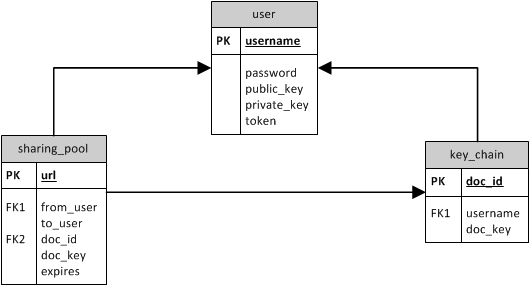 user
PK username
password
public_key
private_key
token
sharing_pool
PK url
FK1 from_user
to_user
FK2 doc_id
doc_key
expires
key_chain
PK doc_id
FK1 username
doc_key